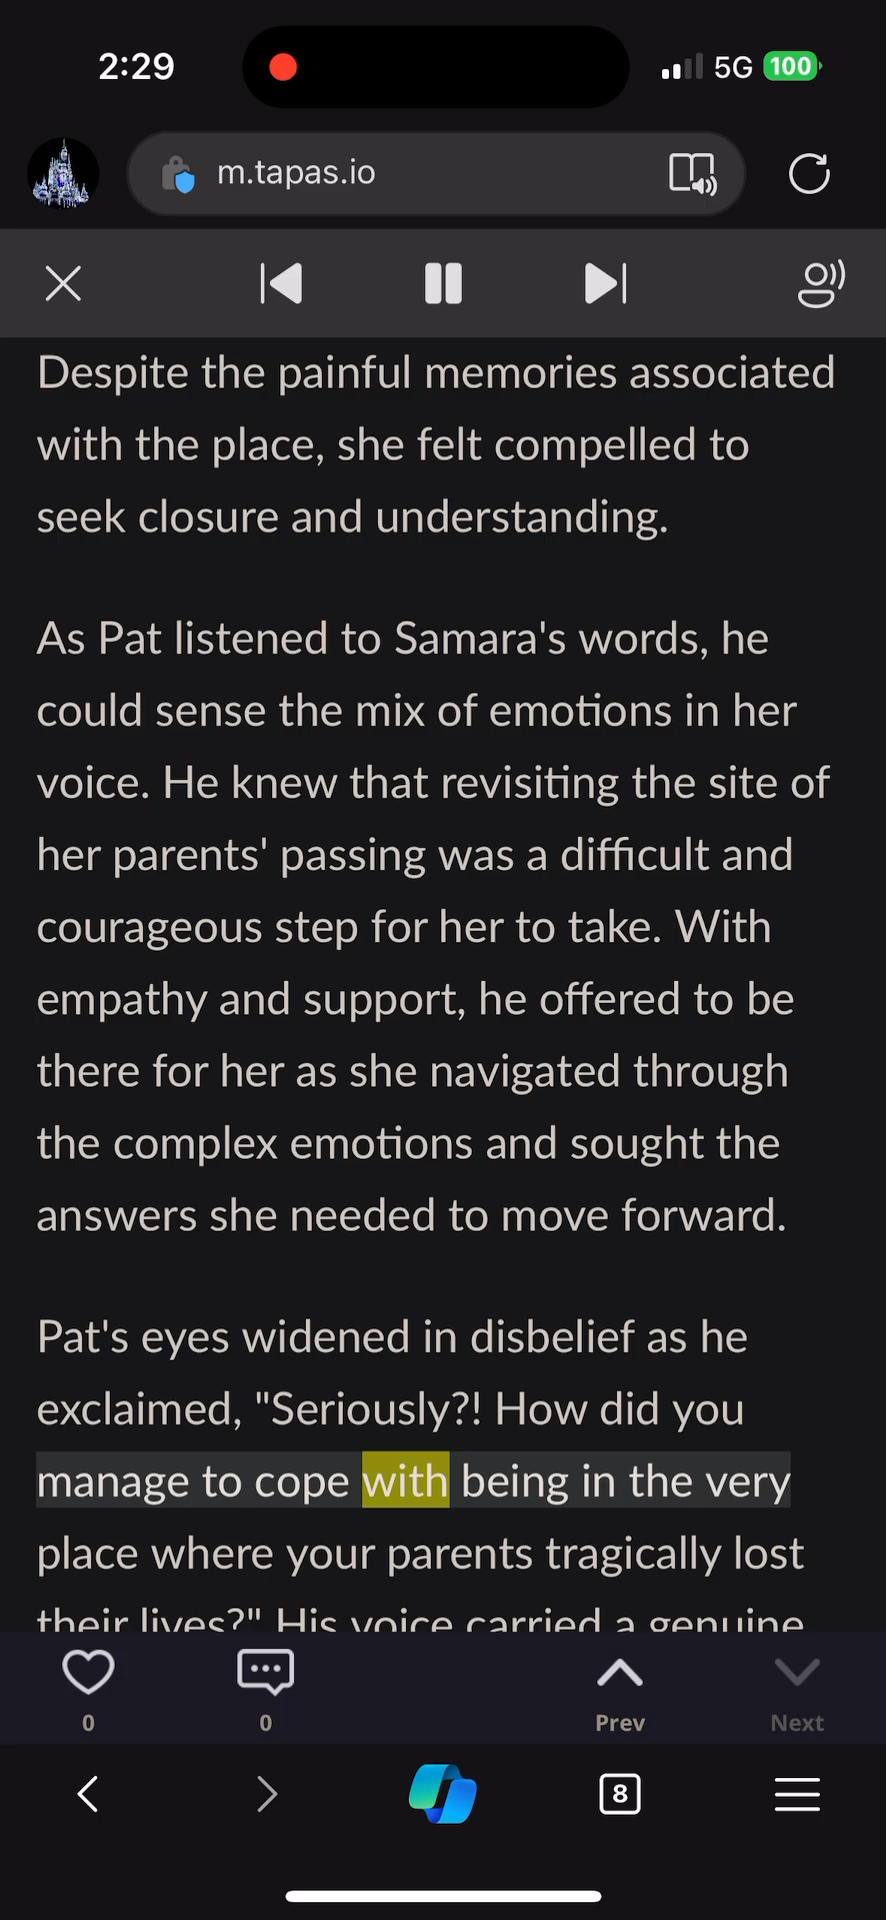 2:29
5G 100
m.tapas.io
Despite the painful memories associated
with the place, she felt compelled to
seek closure and understanding.
As Pat listened to Samara's words, he
could sense the mix of emotions in her
voice. He knew that revisiting the site of
her parents' passing was a difficult and
courageous step for her to take. With
empathy and support, he offered to be
there for her as she navigated through
the complex emotions and sought the
answers she needed to move forward.
Pat's eyes widened in disbelief as he
exclaimed, "Seriously?! How did you
manage to cope with being in the very
place where your parents tragically lost
their lives?" His voice carried a genuine
0 0 Prev Next
8